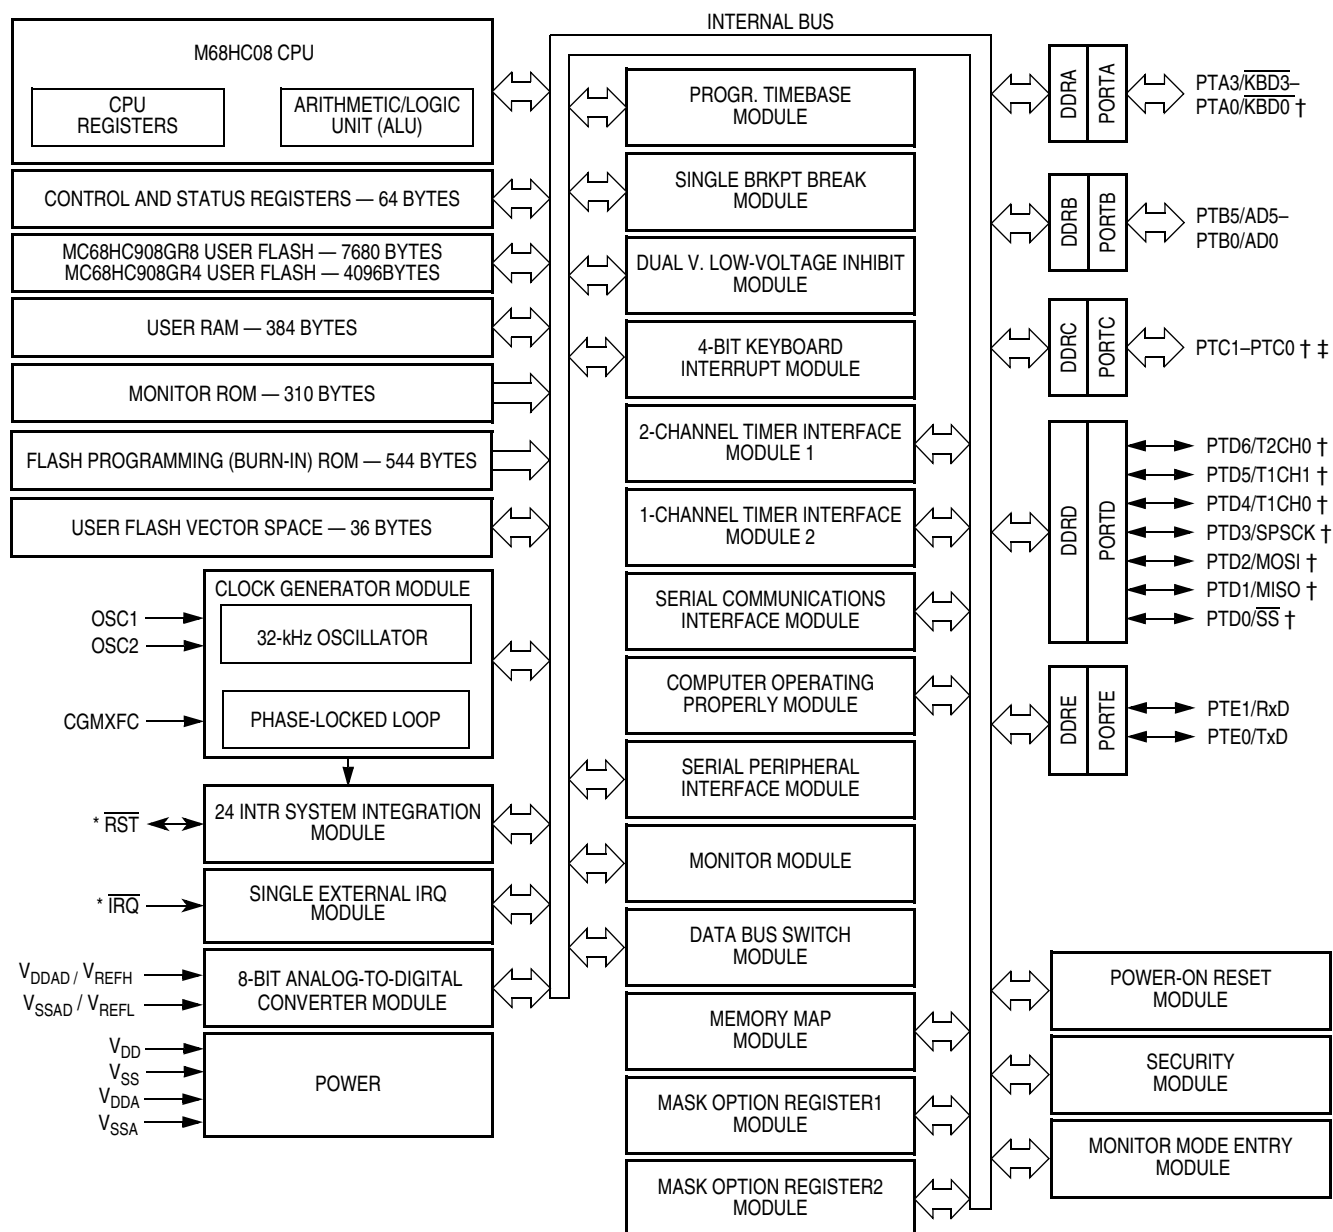 INTERNAL BUS
M68HC08 CPU
CPU
REGISTERS
ARITHMETIC/LOGIC
UNIT (ALU)
CONTROL AND STATUS REGISTERS — 64 BYTES
MC68HC908GR8 USER FLASH — 7680 BYTES
MC68HC908GR4 USER FLASH — 4096BYTES
USER RAM — 384 BYTES
MONITOR ROM — 310 BYTES
FLASH PROGRAMMING (BURN-IN) ROM — 544 BYTES
USER FLASH VECTOR SPACE — 36 BYTES
CLOCK GENERATOR MODULE
32-kHz OSCILLATOR
PHASE-LOCKED LOOP
OSC1
OSC2
CGMXFC
24 INTR SYSTEM INTEGRATION
MODULE
* RST
SINGLE EXTERNAL IRQ
MODULE
* IRQ
8-BIT ANALOG-TO-DIGITAL
CONVERTER MODULE
VDDAD / VREFH
VSSAD / VREFL
POWER
VDD
VSS
VDDA
VSSA
PROGR. TIMEBASE
MODULE
SINGLE BRKPT BREAK
MODULE
DUAL V. LOW-VOLTAGE INHIBIT
MODULE
4-BIT KEYBOARD
INTERRUPT MODULE
2-CHANNEL TIMER INTERFACE
MODULE 1
1-CHANNEL TIMER INTERFACE
MODULE 2
SERIAL COMMUNICATIONS
INTERFACE MODULE
COMPUTER OPERATING
PROPERLY MODULE
SERIAL PERIPHERAL
INTERFACE MODULE
MONITOR MODULE
DATA BUS SWITCH
MODULE
MEMORY MAP
MODULE
MASK OPTION REGISTER1
MODULE
MASK OPTION REGISTER2
MODULE
DDRA
PORTA
PTA3/KBD3–
PTA0/KBD0 †
DDRB
PORTB
PTB5/AD5–
PTB0/AD0
DDRC
PORTC
PTC1–PTC0 † ‡
DDRD
PORTD
PTD6/T2CH0 †
PTD5/T1CH1 †
PTD4/T1CH0 †
PTD3/SPSCK †
PTD2/MOSI †
PTD1/MISO †
PTD0/SS †
DDRE
PORTE
PTE1/RxD
PTE0/TxD
POWER-ON RESET
MODULE
SECURITY
MODULE
MONITOR MODE ENTRY
MODULE